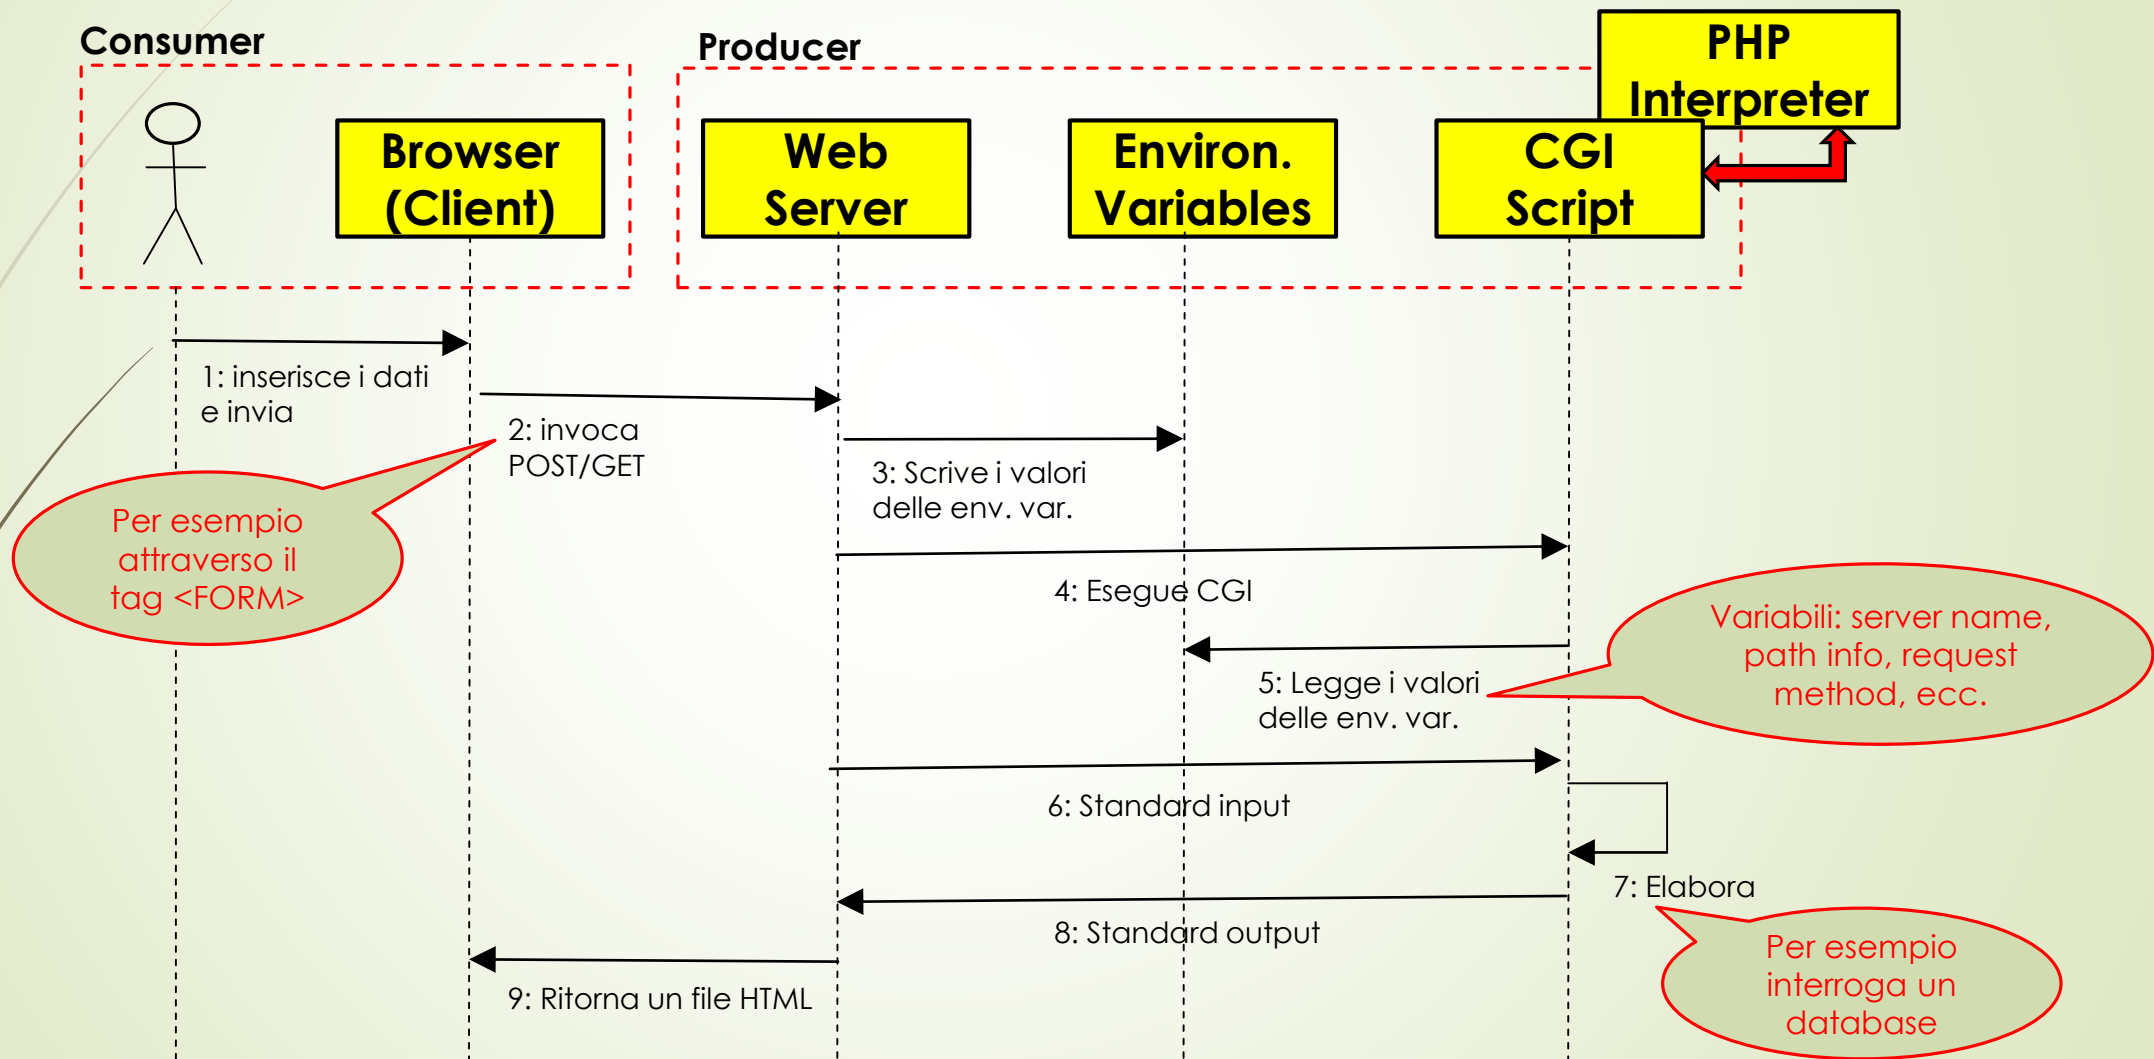 Consumer
Producer
PHP
Interpreter
Browser
(Client)
Web
Server
Environ.
Variables
CGI
Script
1: inserisce i dati
e invia
2: invoca
POST/GET
3: Scrive i valori
delle env. var.
Per esempio
attraverso il
tag <FORM>
4: Esegue CGI
Variabili: server name,
path info, request
method, ecc.
5: Legge i valori
delle env. var.
6: Standard input
7: Elabora
8: Standard output
Per esempio
interroga un
database
9: Ritorna un file HTML